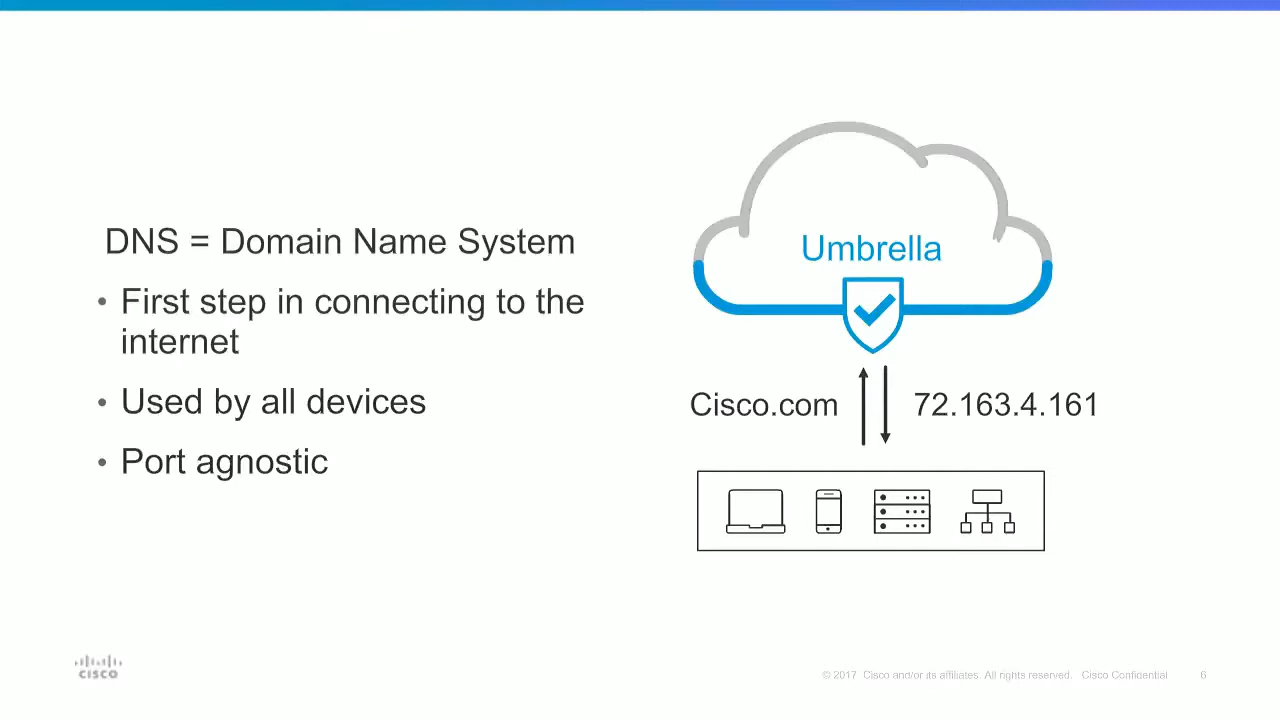 DNS = Domain Name System
• First step in connecting to the
internet
• Used by all devices
• Port agnostic
Umbrella
Cisco.com
72.163.4.161
CISCO
© 2017 Cisco and/or its affiliates. All rights reserved. Cisco Confidential
6